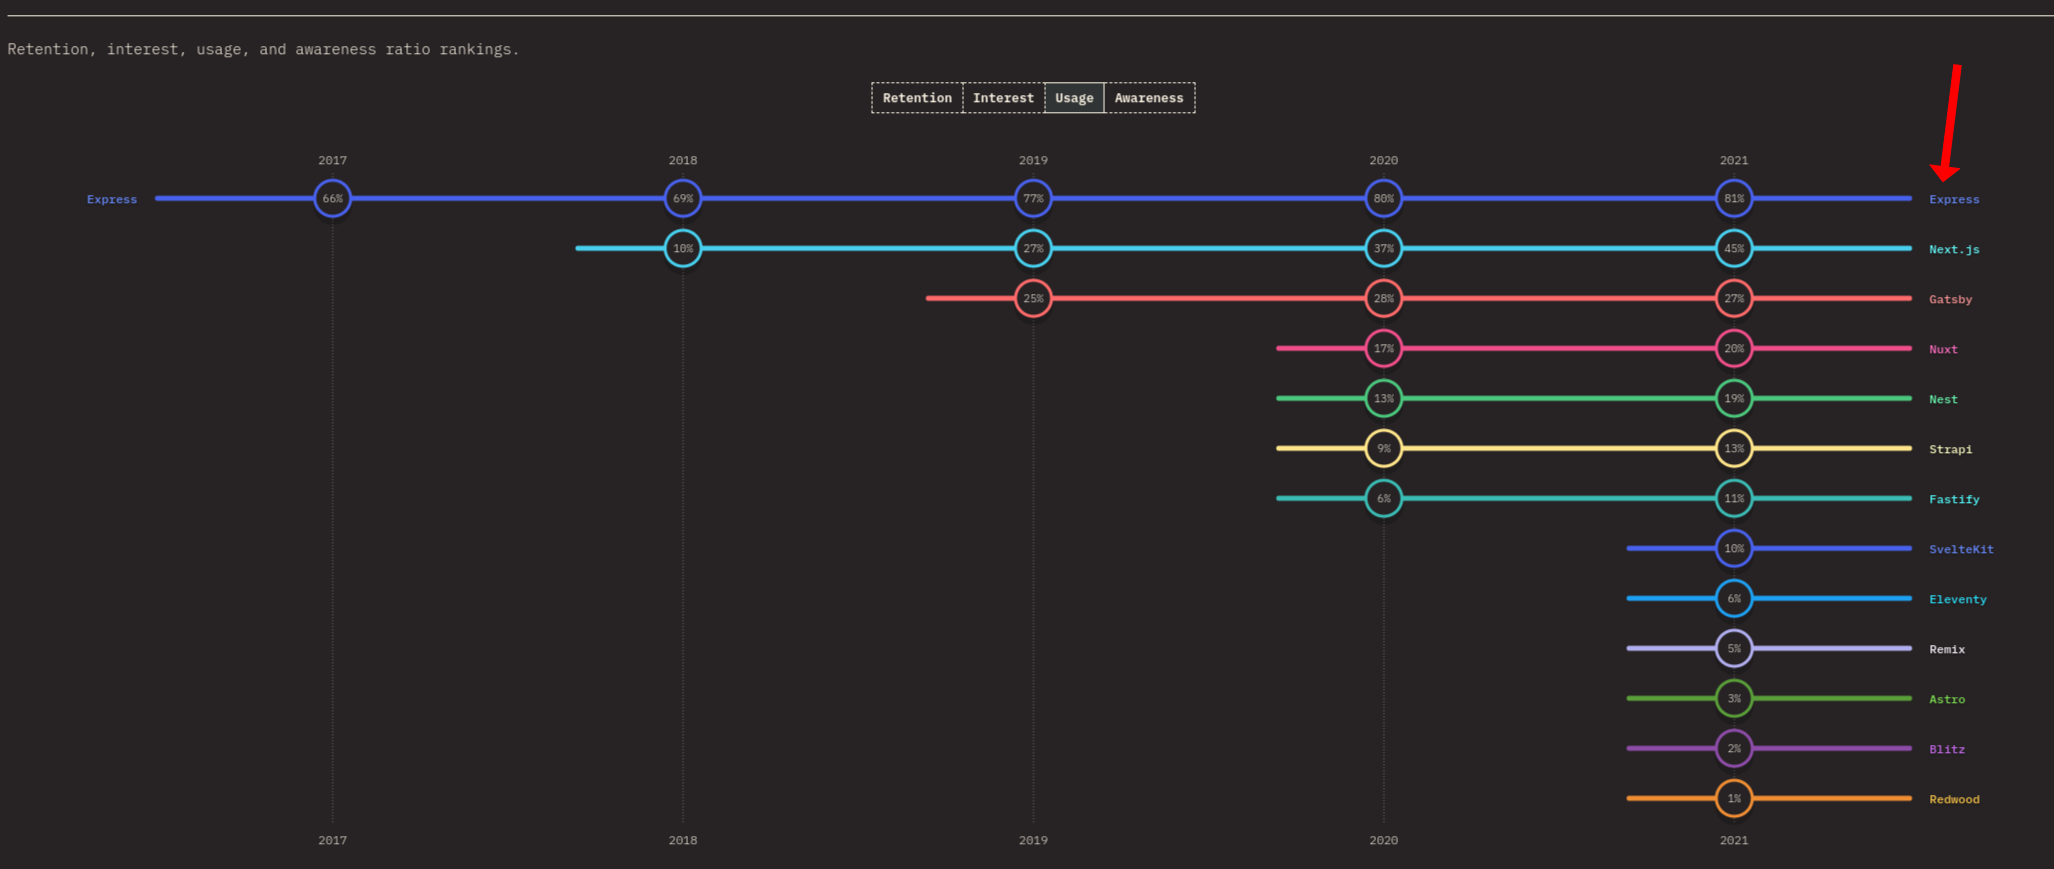 Retention, interest, usage, and awareness ratio rankings.
Retention Interest Usage Awareness
2017 2018 2019 2020 2021
Express 66% 69% 77% 80% 81% Express
10% 27% 37% 45% Next.js
25% 28% 27% Gatsby
17% 20% Nuxt
13% 19% Nest
9% 13% Strapi
6% 11% Fastify
10% SvelteKit
6% Eleventy
5% Remix
3% Astro
2% Blitz
1% Redwood
2017 2018 2019 2020 2021